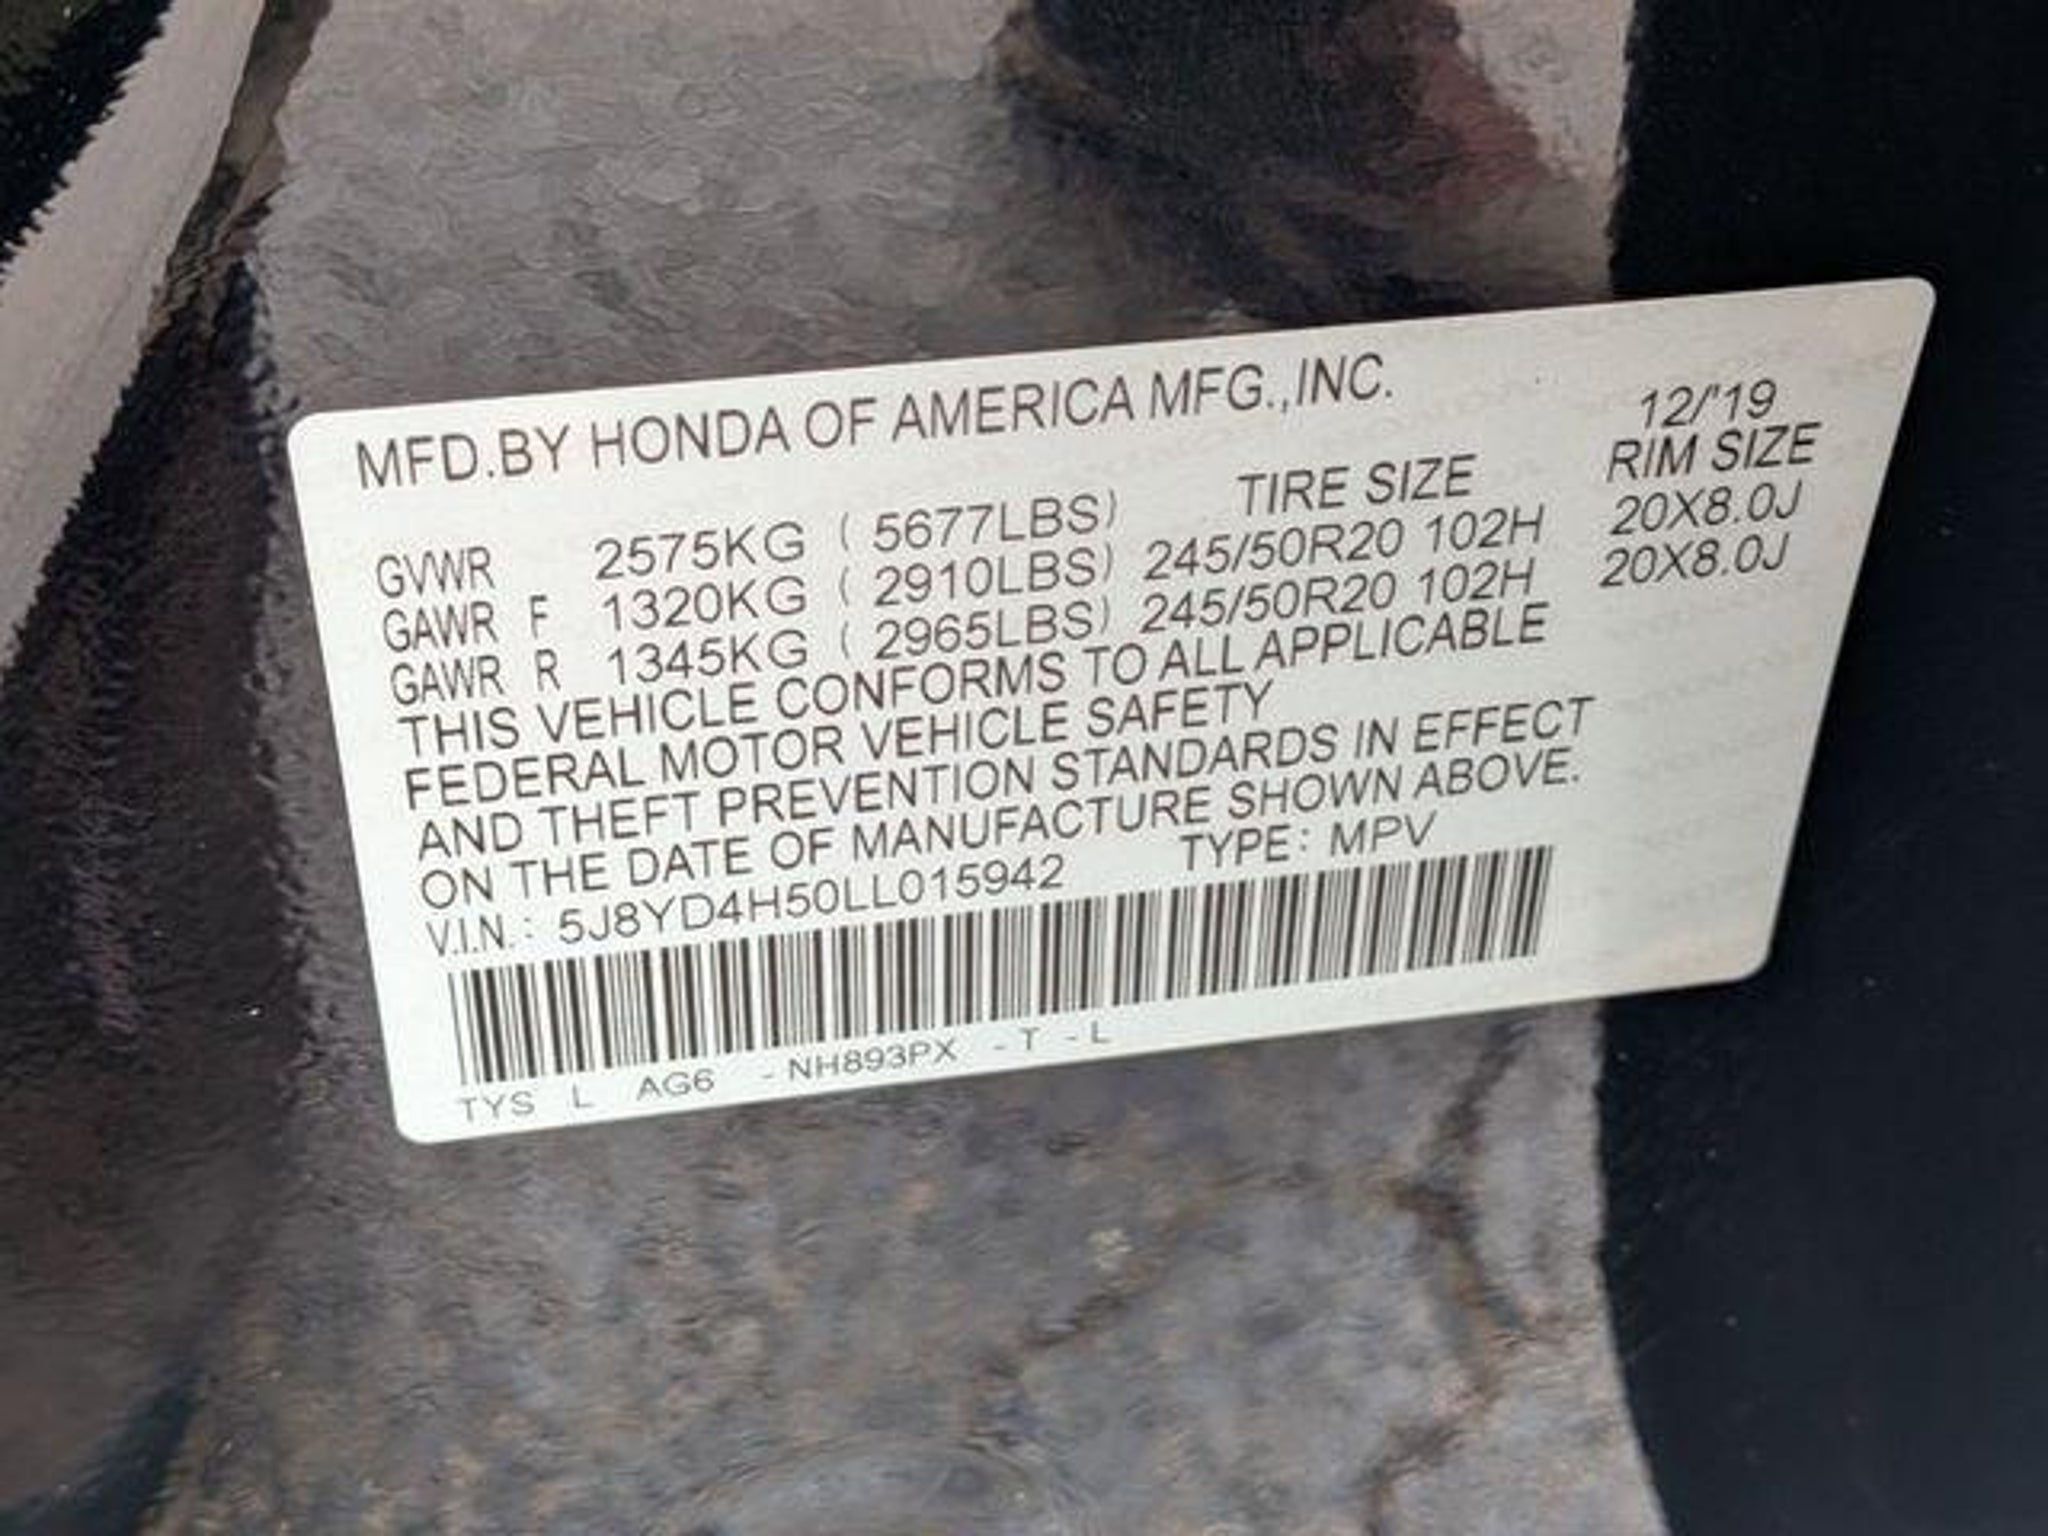 MFD.BY HONDA OF AMERICA MFG.,INC.
12/'19
TIRE SIZE RIM SIZE
GVWR 2575KG ( 5677LBS)
GAWR F 1320KG ( 2910LBS) 245/50R20 102H 20X8.0J
GAWR R 1345KG ( 2965LBS) 245/50R20 102H 20X8.0J
THIS VEHICLE CONFORMS TO ALL APPLICABLE
FEDERAL MOTOR VEHICLE SAFETY
AND THEFT PREVENTION STANDARDS IN EFFECT
ON THE DATE OF MANUFACTURE SHOWN ABOVE.
V.I.N.: 5J8YD4H50LL015942 TYPE: MPV
TYS L AG6 -NH893PX -T -L